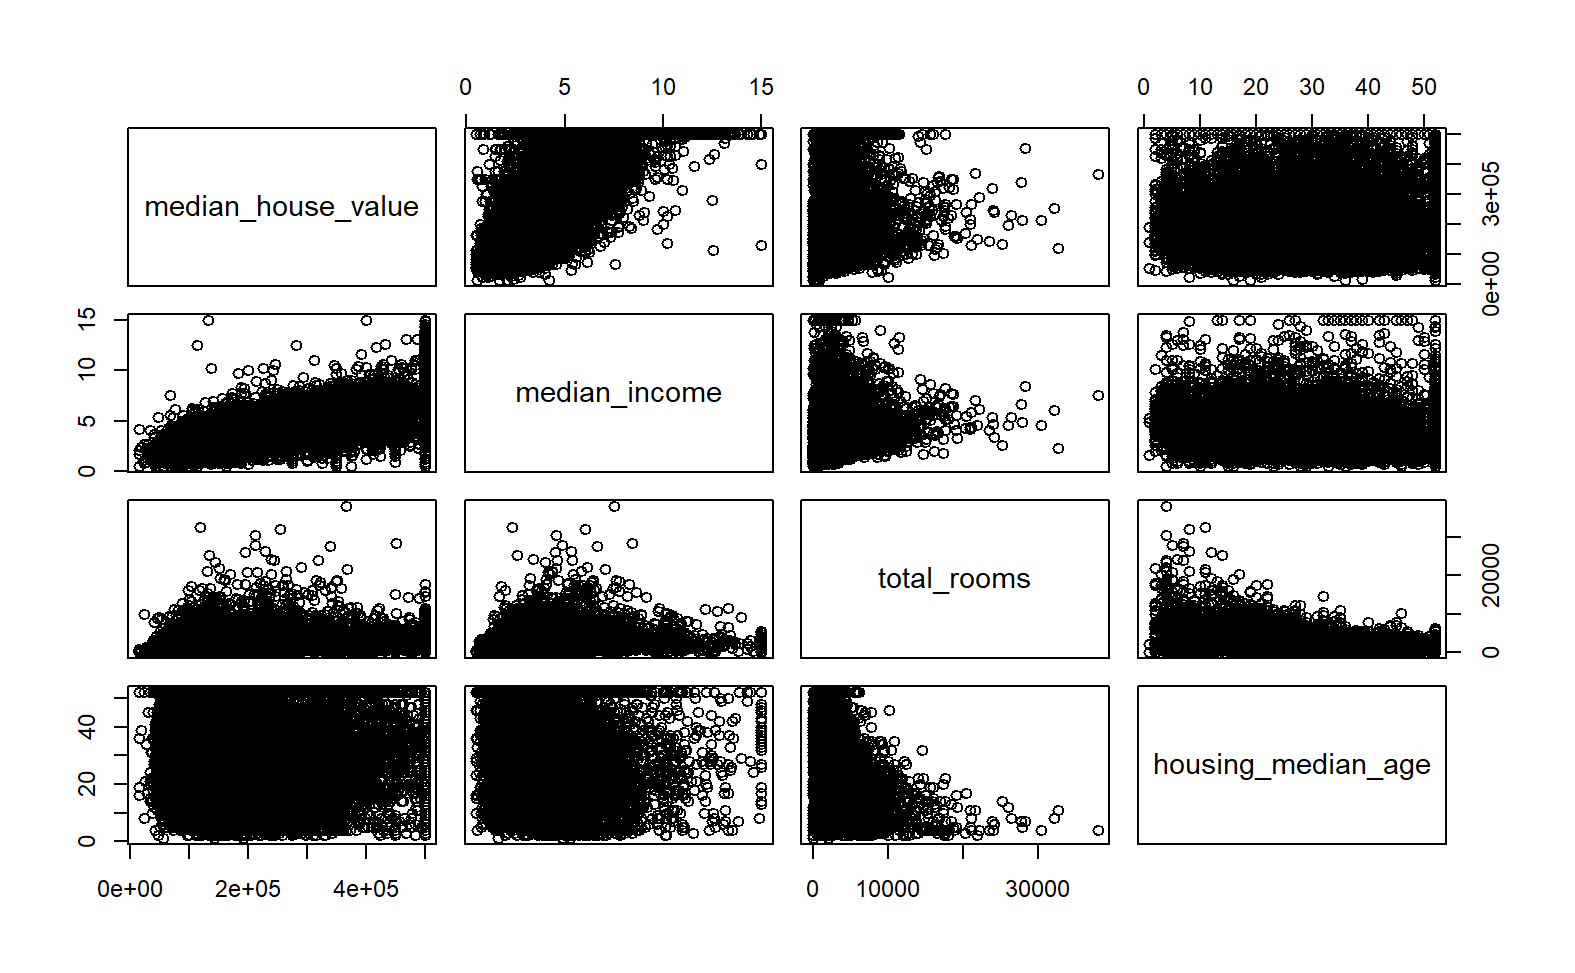 0 5 10 15 0 10 20 30 40 50
median_house_value
0e+00 3e+05
0 5 10 15
median_income
total_rooms
0 20000
0 20 40
housing_median_age
0e+00 2e+05 4e+05 0 10000 30000